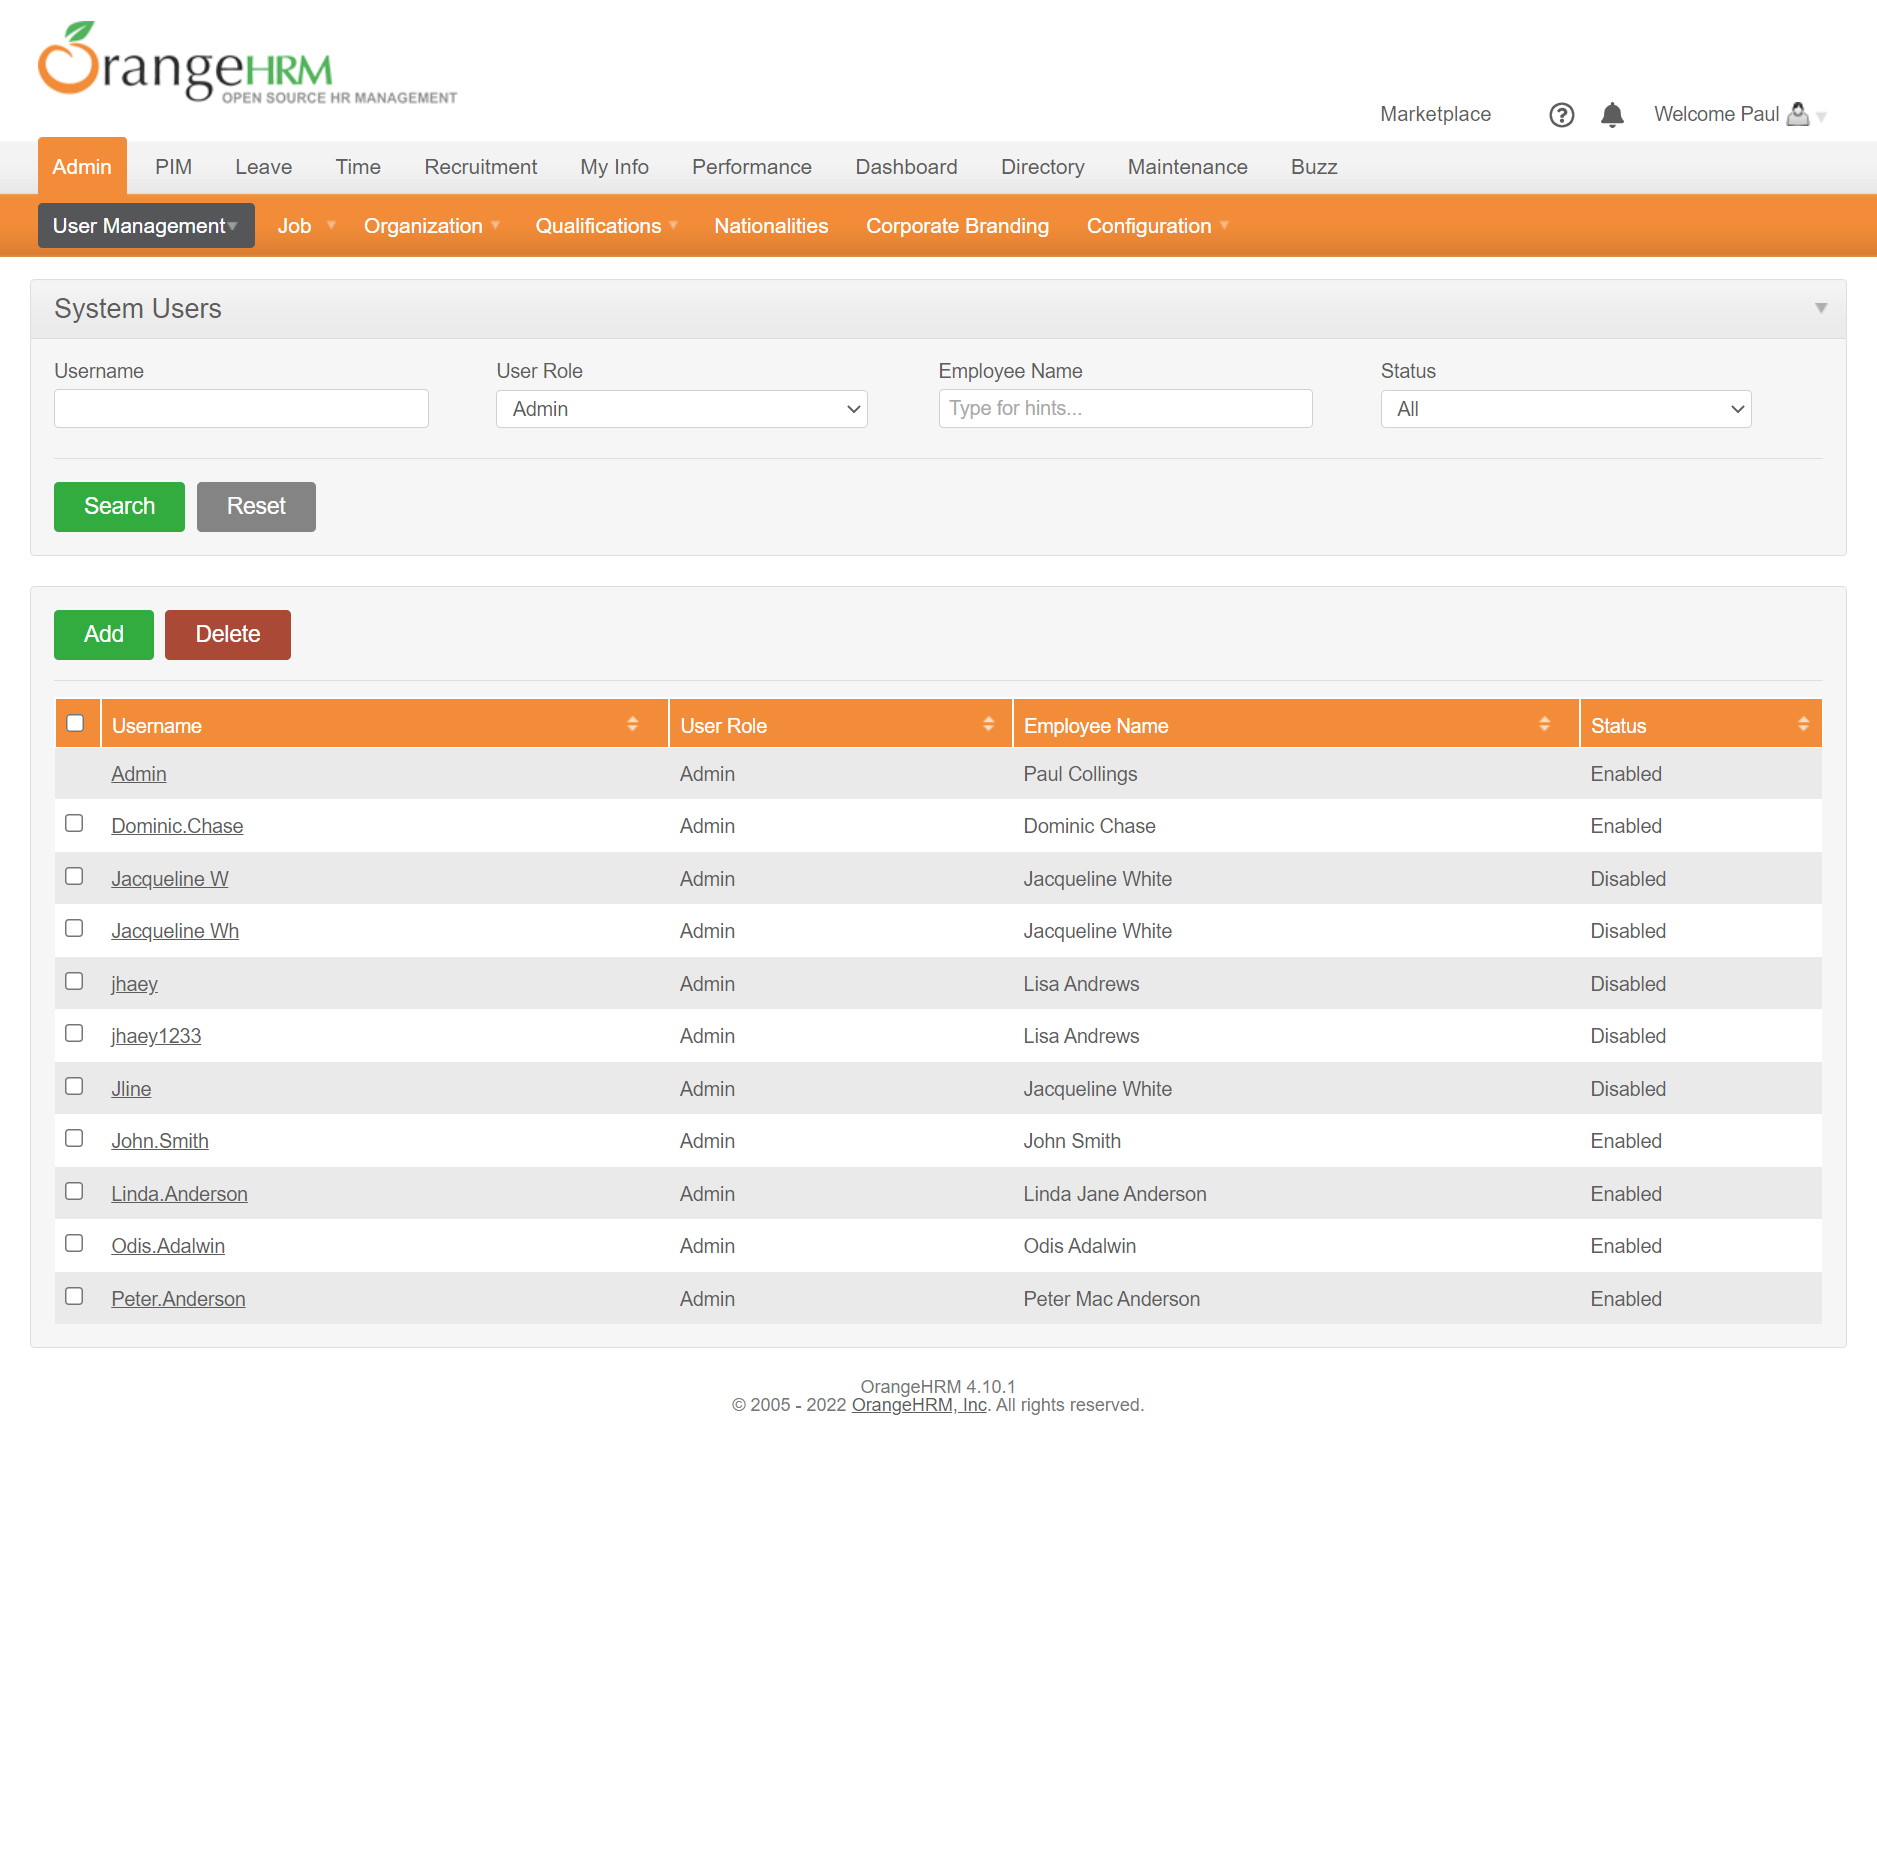 OrangeHRM
OPEN SOURCE HR MANAGEMENT
Marketplace Welcome Paul
Admin PIM Leave Time Recruitment My Info Performance Dashboard Directory Maintenance Buzz
User Management Job Organization Qualifications Nationalities Corporate Branding Configuration
System Users
Username User Role Employee Name Status
Admin Type for hints... All
Search Reset
Add Delete
Username User Role Employee Name Status
Admin Admin Paul Collings Enabled
Dominic.Chase Admin Dominic Chase Enabled
Jacqueline W Admin Jacqueline White Disabled
Jacqueline Wh Admin Jacqueline White Disabled
jhaey Admin Lisa Andrews Disabled
jhaey1233 Admin Lisa Andrews Disabled
Jline Admin Jacqueline White Disabled
John.Smith Admin John Smith Enabled
Linda.Anderson Admin Linda Jane Anderson Enabled
Odis.Adalwin Admin Odis Adalwin Enabled
Peter.Anderson Admin Peter Mac Anderson Enabled
OrangeHRM 4.10.1
© 2005 - 2022 OrangeHRM, Inc. All rights reserved.